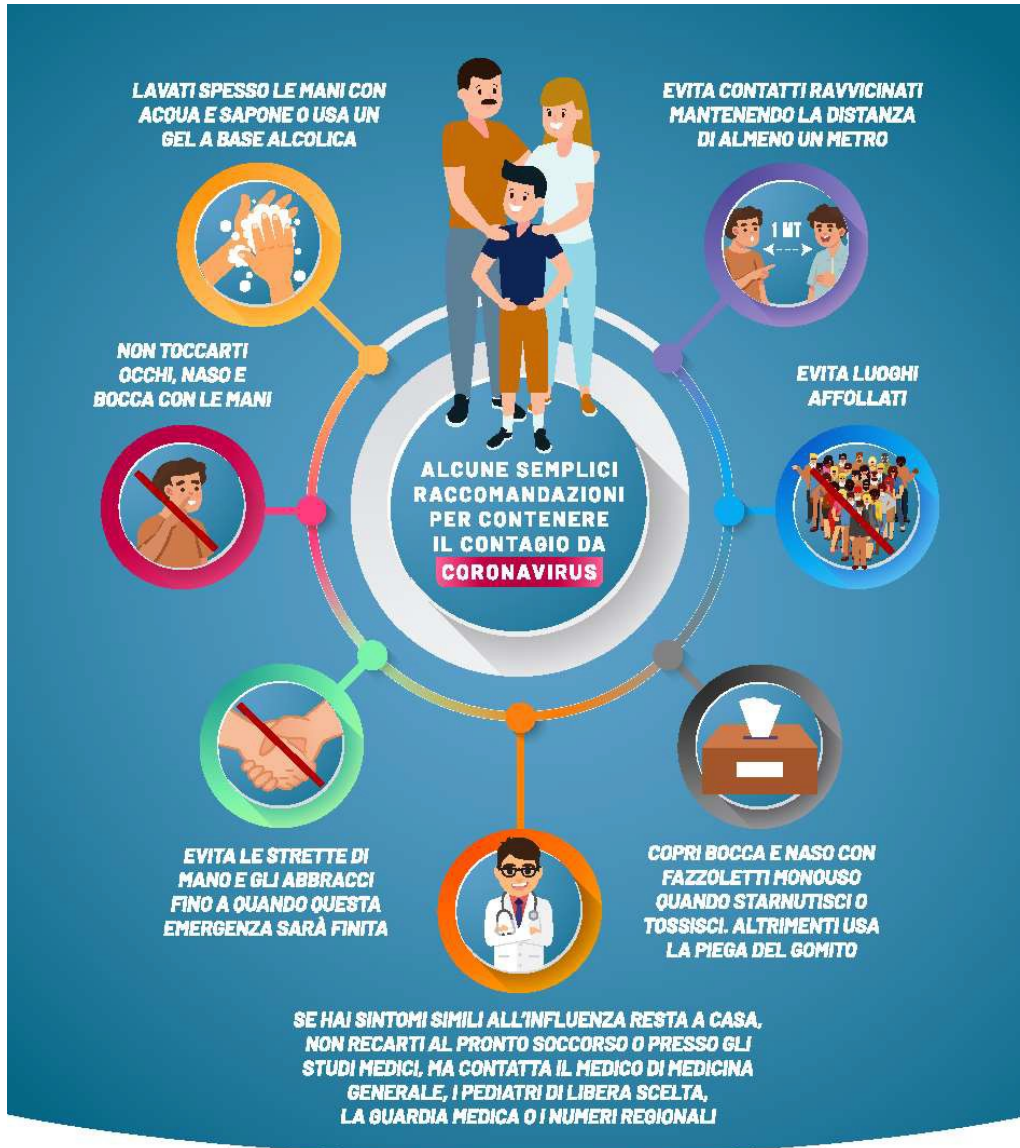 LAVATI SPESSO LE MANI CON
ACQUA E SAPONE O USA UN
GEL A BASE ALCOLICA
EVITA CONTATTI RAVVICINATI
MANTENENDO LA DISTANZA
DI ALMENO UN METRO
1 MT
NON TOCCARTI
OCCHI, NASO E
BOCCA CON LE MANI
EVITA LUOGHI
AFFOLLATI
ALCUNE SEMPLICI
RACCOMANDAZIONI
PER CONTENERE
IL CONTAGIO DA
CORONAVIRUS
EVITA LE STRETTE DI
MANO E GLI ABBRACCI
FINO A QUANDO QUESTA
EMERGENZA SARÀ FINITA
COPRI BOCCA E NASO CON
FAZZOLETTI MONOUSO
QUANDO STARNUTISCI O
TOSSISCI. ALTRIMENTI USA
LA PIEGA DEL GOMITO
SE HAI SINTOMI SIMILI ALL'INFLUENZA RESTA A CASA,
NON RECARTI AL PRONTO SOCCORSO O PRESSO GLI
STUDI MEDICI, MA CONTATTA IL MEDICO DI MEDICINA
GENERALE, I PEDIATRI DI LIBERA SCELTA,
LA GUARDIA MEDICA O I NUMERI REGIONALI